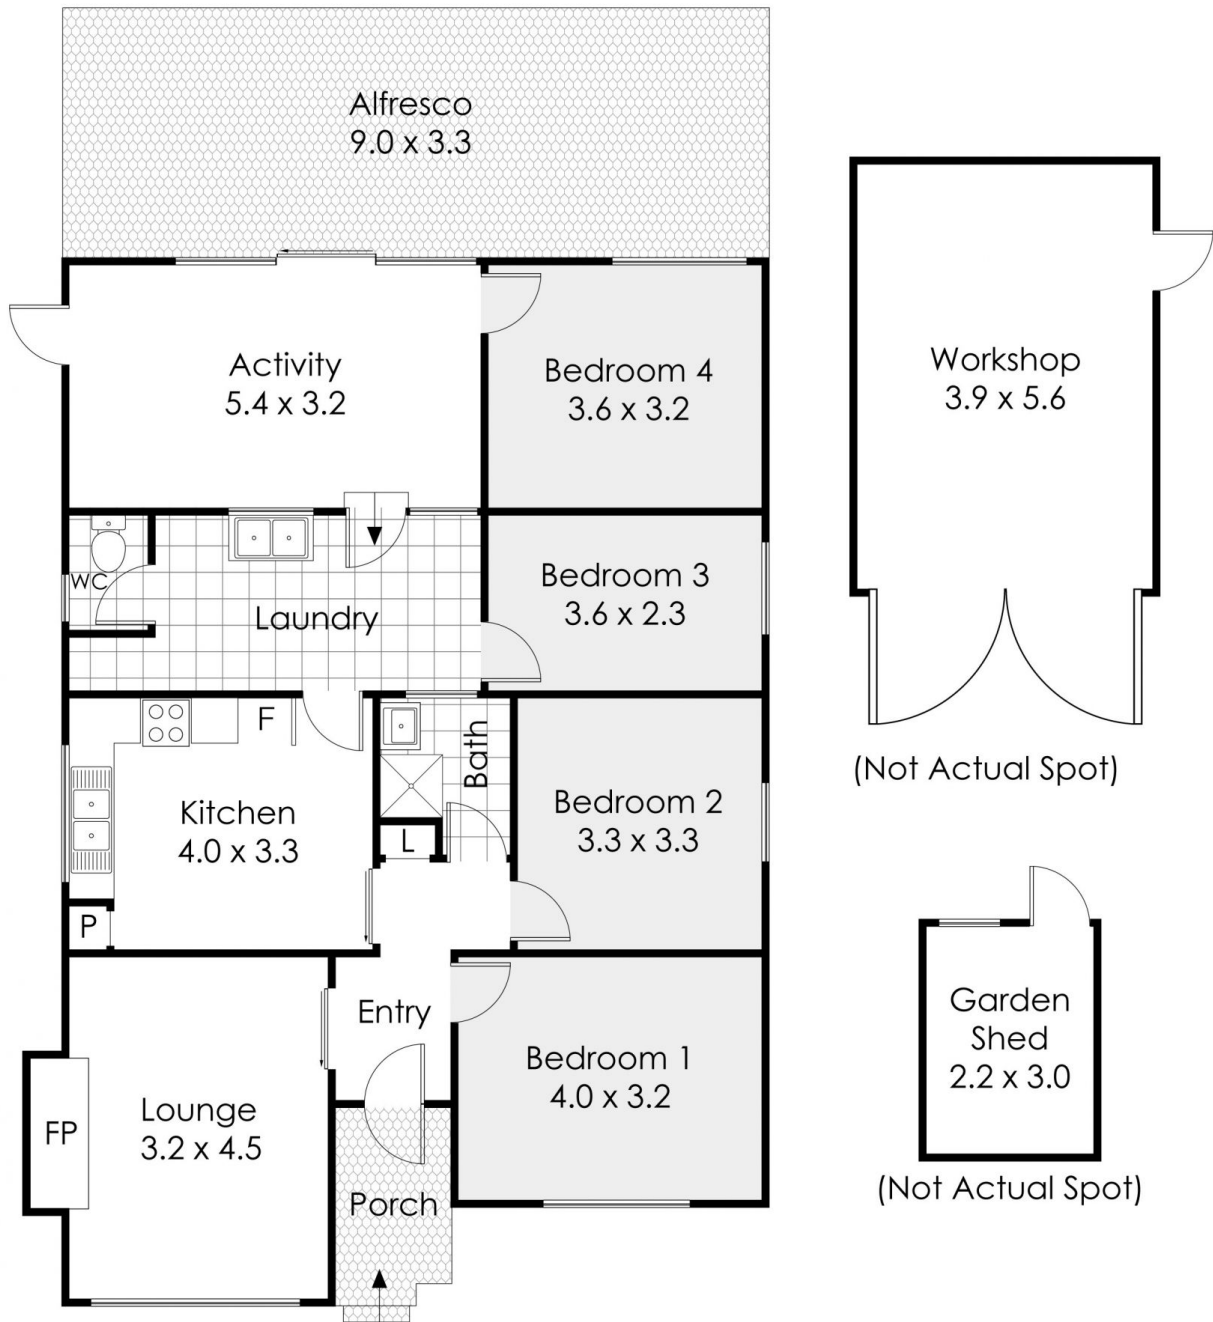 Alfresco
9.0 x 3.3
Activity
5.4 x 3.2
Bedroom 4
3.6 x 3.2
Workshop
3.9 x 5.6
WC
Laundry
Bedroom 3
3.6 x 2.3
(Not Actual Spot)
F
Bath
Kitchen
4.0 x 3.3
L
Bedroom 2
3.3 x 3.3
P
Entry
Bedroom 1
4.0 x 3.2
Garden
Shed
2.2 x 3.0
(Not Actual Spot)
FP
Lounge
3.2 x 4.5
Porch